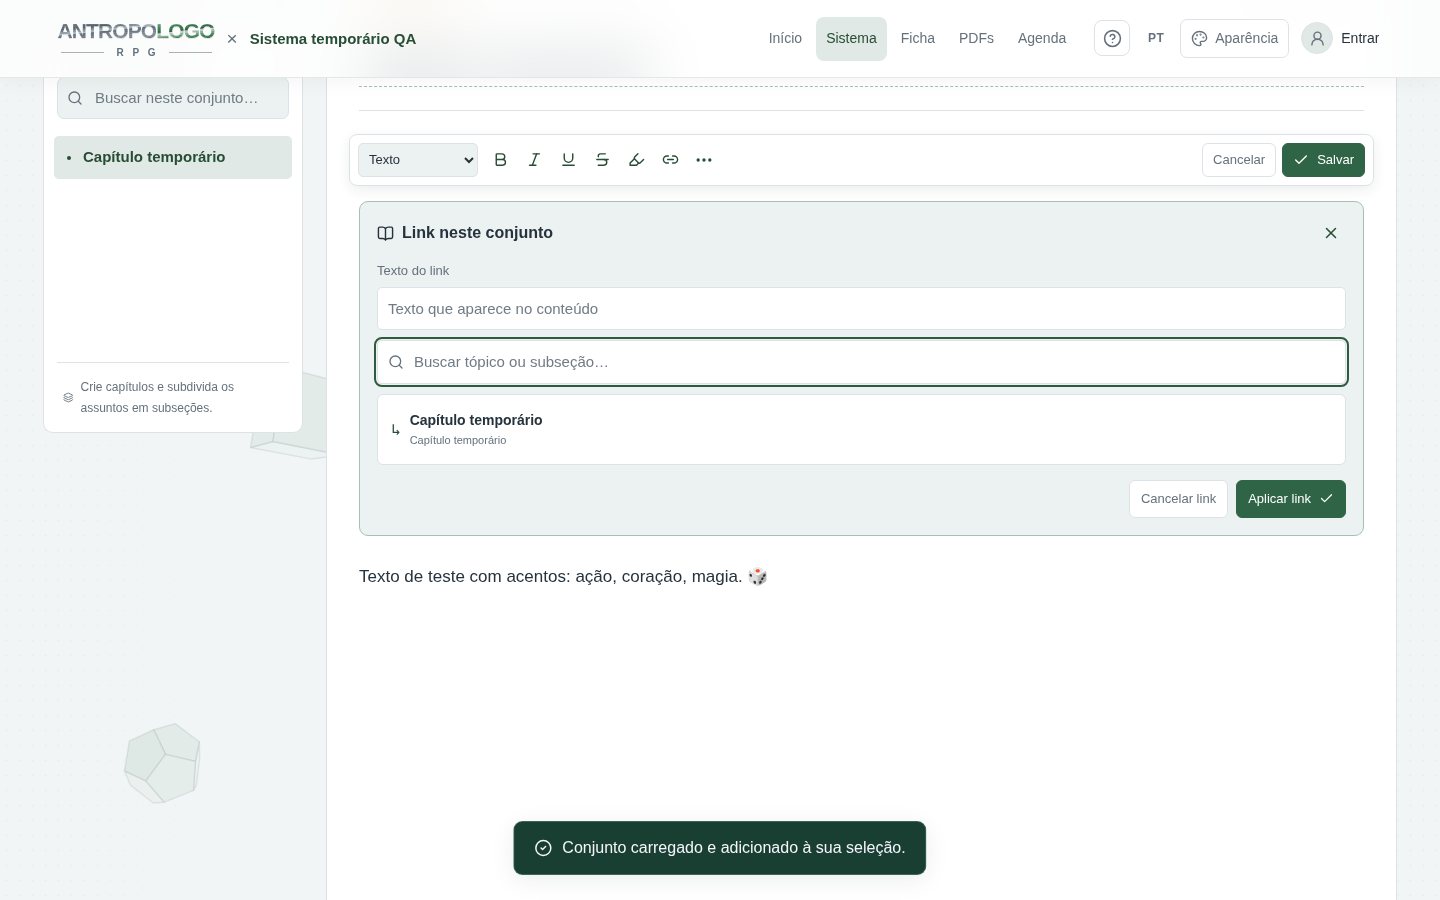 ANTROPOLOGO
RPG
Sistema temporário QA
Início
Sistema
Ficha
PDFs
Agenda
PT
Aparência
Entrar
Buscar neste conjunto…
Capítulo temporário
Crie capítulos e subdivida os
assuntos em subseções.
Texto
Cancelar
Salvar
Link neste conjunto
Texto do link
Texto que aparece no conteúdo
Buscar tópico ou subseção…
Capítulo temporário
Capítulo temporário
Cancelar link
Aplicar link
Texto de teste com acentos: ação, coração, magia. 🎲
Conjunto carregado e adicionado à sua seleção.